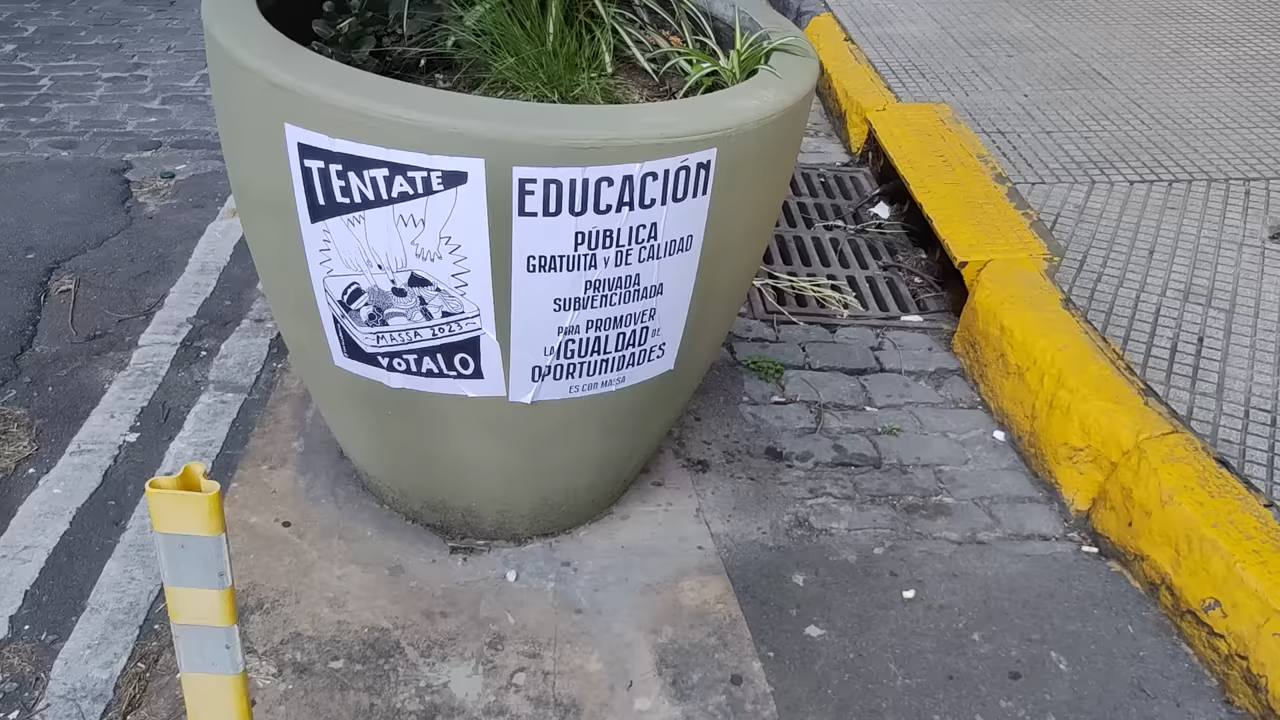 TENTATE
~MASSA 2023~
VOTALO
EDUCACIÓN
PÚBLICA
GRATUITA Y DE CALIDAD
PRIVADA
SUBVENCIONADA
PARA PROMOVER
LA IGUALDAD DE
OPORTUNIDADES
ES CON MASSA